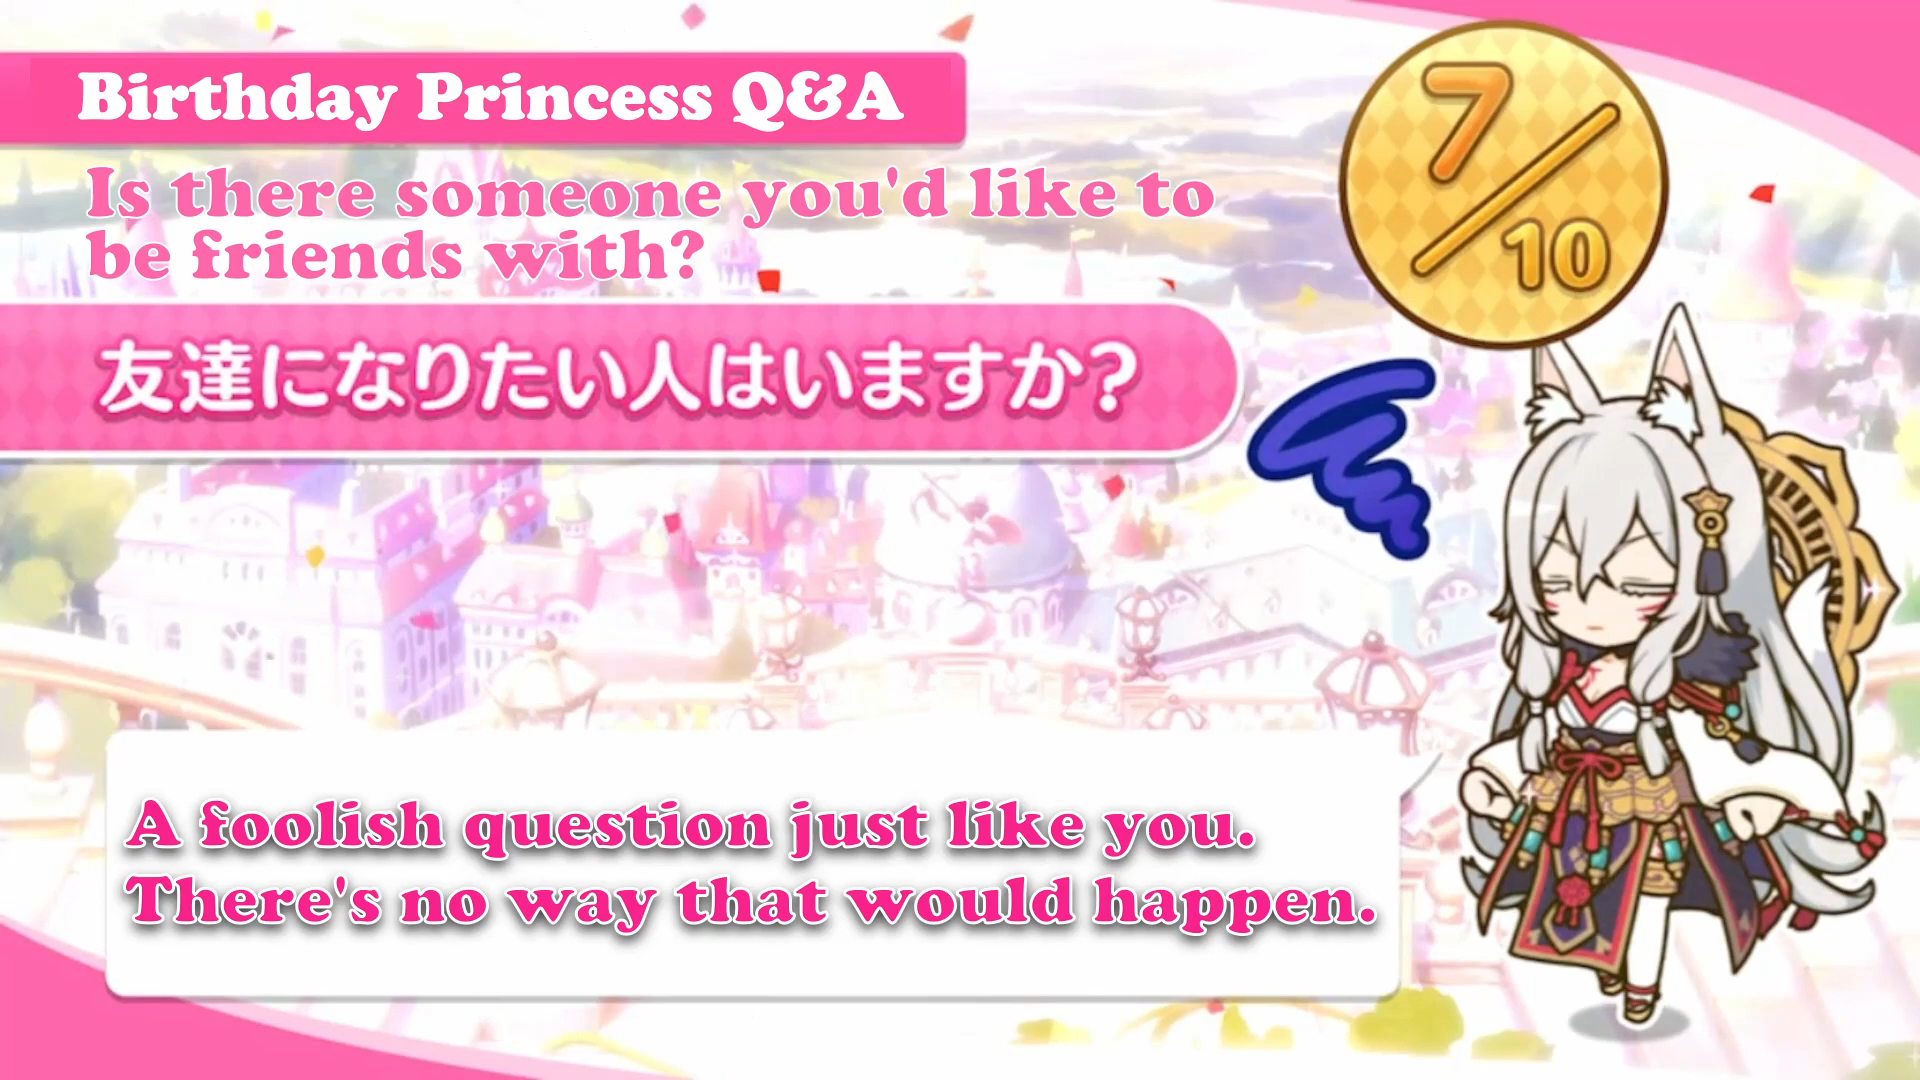 Birthday Princess Q&A
7/10
Is there someone you'd like to
be friends with?
友達になりたい人はいますか?
A foolish question just like you.
There's no way that would happen.